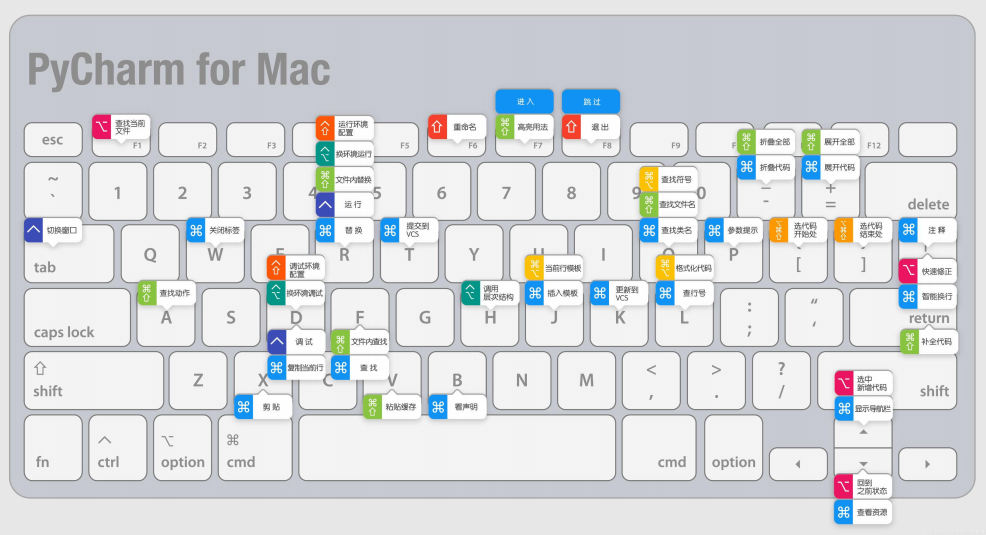 PyCharm for Mac
进入
跳过
esc
查找当前
文件
F1
F2
F3
运行环境
配置
F5
重命名
F6
高亮用法
F7
退出
F8
F9
折叠全部
展开全部
F12
换环境运行
折叠代码
展开代码
~
`
1
2
3
4
文件内替换
5
6
7
8
9
查找符号
0
-
+
=
delete
运行
查找文件名
切换窗口
关闭标签
替换
提交到
VCS
查找类名
参数提示
选代码
开始处
选代码
结束处
注释
tab
Q
W
E
R
T
Y
U
I
O
P
[
]
调试环境
配置
当前行模板
格式化代码
快速修正
查找动作
换环境调试
调用
层次结构
插入模板
更新到
VCS
查行号
智能换行
caps lock
A
S
D
F
G
H
J
K
L
:
;
“
‘
return
调试
文件内查找
补全代码
复制当前行
查找
shift
Z
X
C
V
B
N
M
<
,
>
.
?
/
选中
新增代码
shift
剪贴
粘贴缓存
看声明
显示导航栏
fn
ctrl
option
cmd
cmd
option
回到
之前状态
查看资源